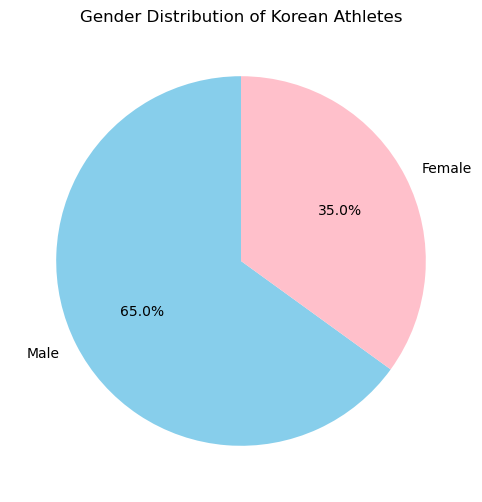 Gender Distribution of Korean Athletes
Female
35.0%
65.0%
Male